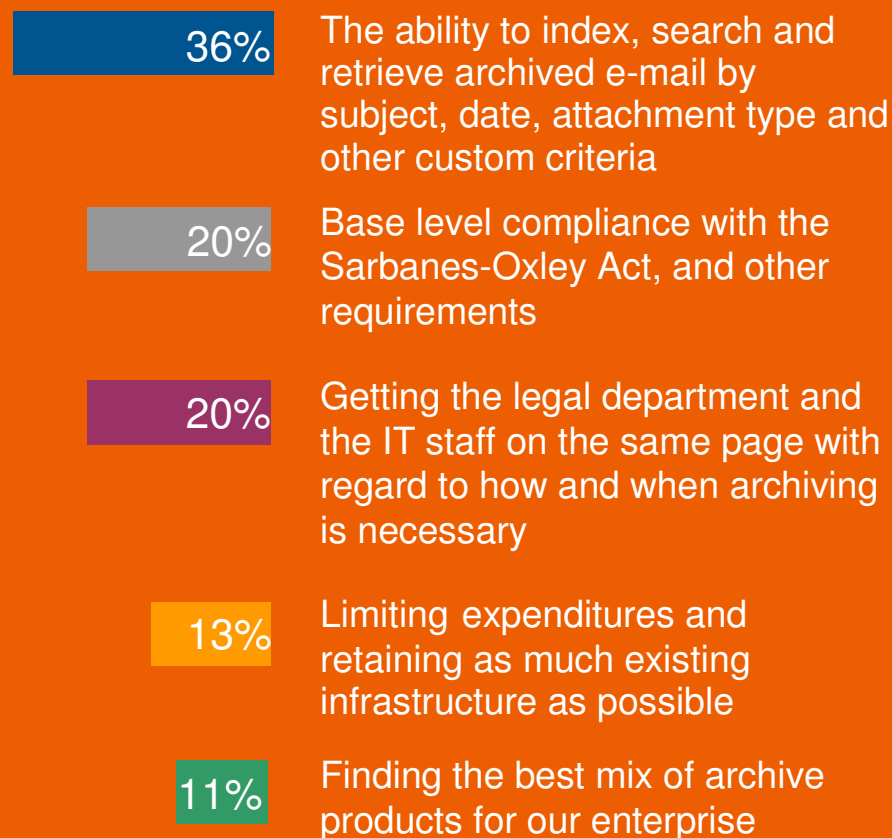 36%
The ability to index, search and
retrieve archived e-mail by
subject, date, attachment type and
other custom criteria
20%
Base level compliance with the
Sarbanes-Oxley Act, and other
requirements
20%
Getting the legal department and
the IT staff on the same page with
regard to how and when archiving
is necessary
13%
Limiting expenditures and
retaining as much existing
infrastructure as possible
11%
Finding the best mix of archive
products for our enterprise